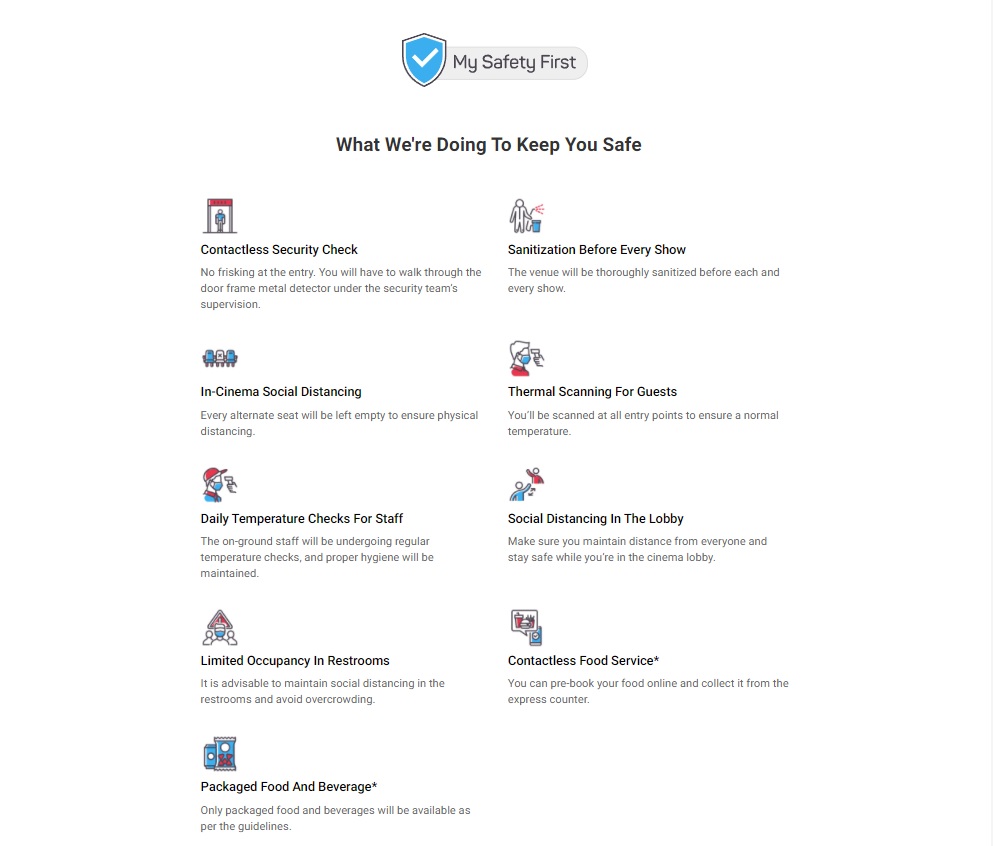 My Safety First
What We're Doing To Keep You Safe
Contactless Security Check
No frisking at the entry. You will have to walk through the
door frame metal detector under the security team's
supervision.
Sanitization Before Every Show
The venue will be thoroughly sanitized before each and
every show.
In-Cinema Social Distancing
Every alternate seat will be left empty to ensure physical
distancing.
Thermal Scanning For Guests
You'll be scanned at all entry points to ensure a normal
temperature.
Daily Temperature Checks For Staff
The on-ground staff will be undergoing regular
temperature checks, and proper hygiene will be
maintained.
Social Distancing In The Lobby
Make sure you maintain distance from everyone and
stay safe while you're in the cinema lobby.
Limited Occupancy In Restrooms
It is advisable to maintain social distancing in the
restrooms and avoid overcrowding.
Contactless Food Service*
You can pre-book your food online and collect it from the
express counter.
Packaged Food And Beverage*
Only packaged food and beverages will be available as
per the guidelines.